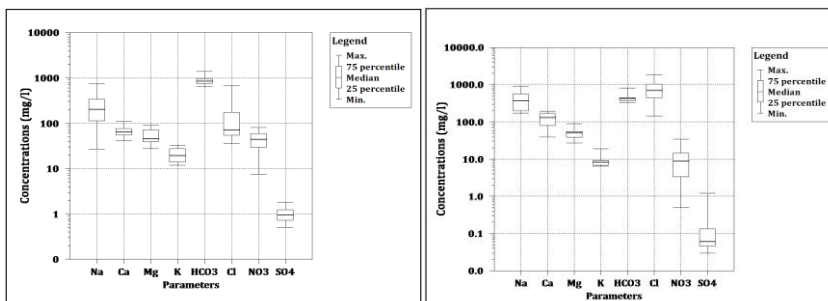 10000
1000
100
10
1
0
Concentrations (mg/l)
Na Ca Mg K HCO3 Cl NO3 SO4
Parameters
Legend
Max.
75 percentile
Median
25 percentile
Min.
10000.0
1000.0
100.0
10.0
1.0
0.1
0.0
Concentrations (mg/l)
Na Ca Mg K HCO3 Cl NO3 SO4
Parameters
Legend
Max.
75 percentile
Median
25 percentile
Min.